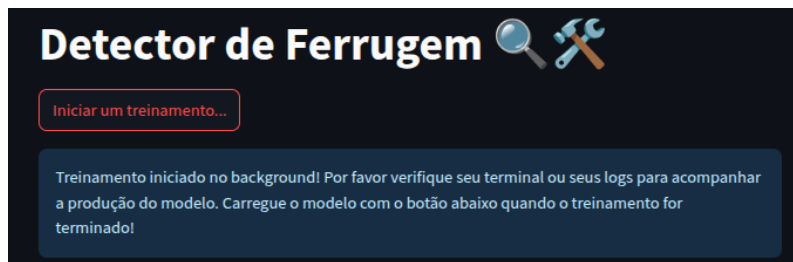 Detector de Ferrugem 🔍🛠️
Iniciar um treinamento...
Treinamento iniciado no background! Por favor verifique seu terminal ou seus logs para acompanhar
a produção do modelo. Carregue o modelo com o botão abaixo quando o treinamento for
terminado!